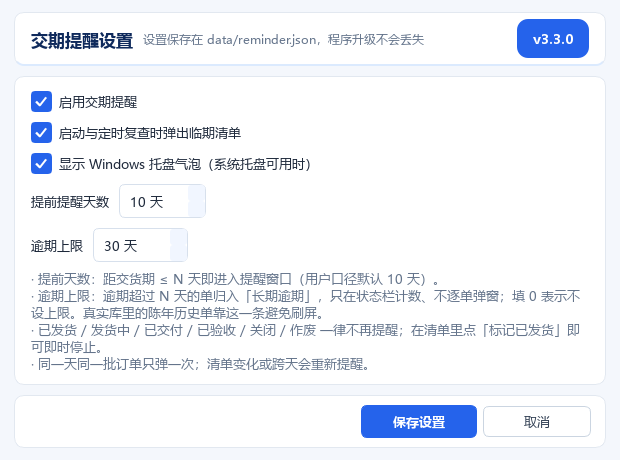 交期提醒设置 设置保存在 data/reminder.json，程序升级不会丢失 v3.3.0
启用交期提醒
启动与定时复查时弹出临期清单
显示 Windows 托盘气泡（系统托盘可用时）
提前提醒天数 10 天
逾期上限 30 天
· 提前天数：距交货期 ≤ N 天即进入提醒窗口（用户口径默认 10 天）。
· 逾期上限：逾期超过 N 天的单归入「长期逾期」，只在状态栏计数、不逐单弹窗；填 0 表示不
设上限。真实库里的陈年历史单靠这一条避免刷屏。
· 已发货 / 发货中 / 已交付 / 已验收 / 关闭 / 作废 一律不再提醒；在清单里点「标记已发货」即
可即时停止。
· 同一天同一批订单只弹一次；清单变化或跨天会重新提醒。
保存设置 取消